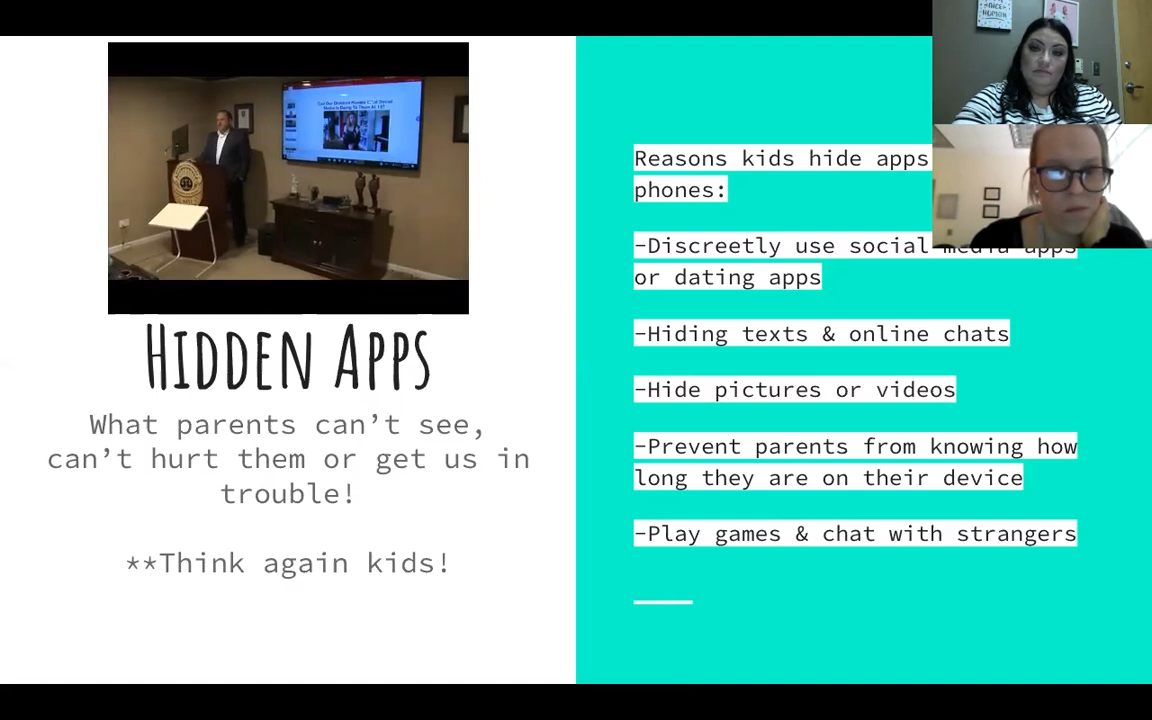 HIDDEN APPS
What parents can’t see,
can’t hurt them or get us in
trouble!
**Think again kids!
Reasons kids hide apps
phones:
-Discreetly use social media apps
or dating apps
-Hiding texts & online chats
-Hide pictures or videos
-Prevent parents from knowing how
long they are on their device
-Play games & chat with strangers